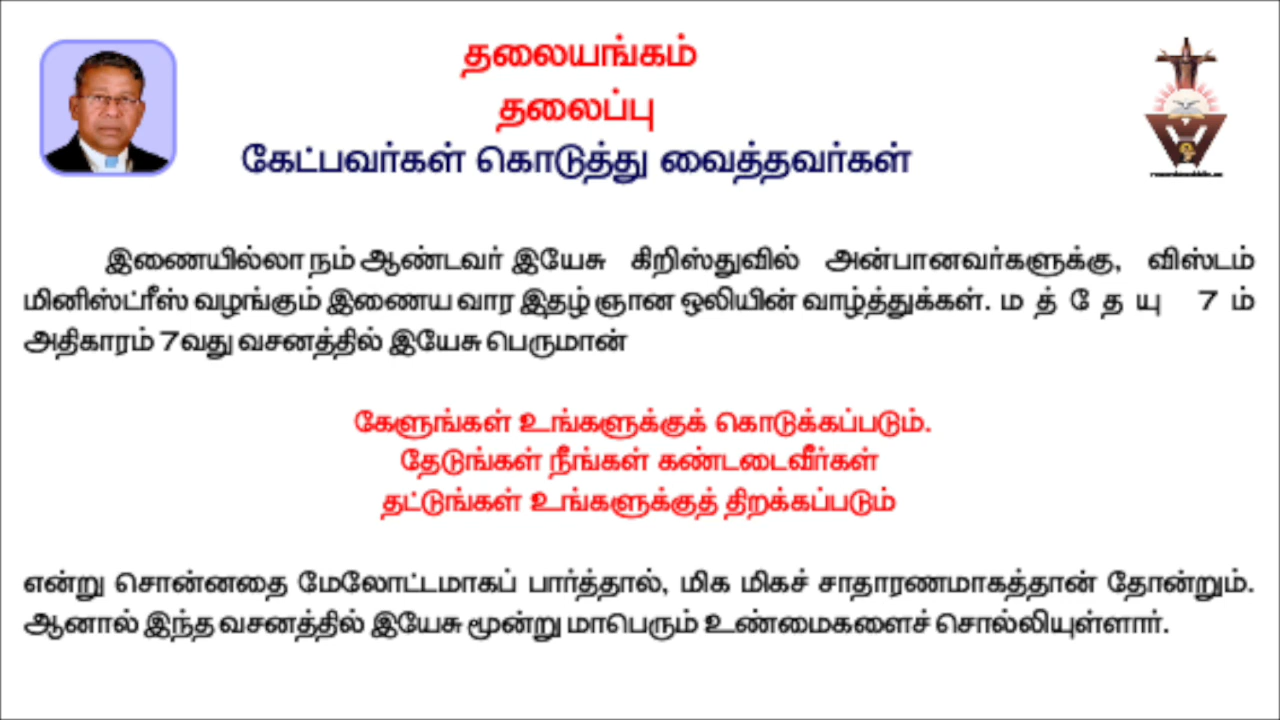 தலையங்கம்
தலைப்பு
கேட்பவர்கள் கொடுத்து வைத்தவர்கள்
இணையில்லா நம் ஆண்டவர் இயேசு கிறிஸ்துவில் அன்பானவர்களுக்கு, விஸ்டம்
மினிஸ்ட்ரீஸ் வழங்கும் இணைய வார இதழ் ஞான ஒலியின் வாழ்த்துக்கள். ம த் தே யு 7 ம்
அதிகாரம் 7வது வசனத்தில் இயேசு பெருமான்
கேளுங்கள் உங்களுக்குக் கொடுக்கப்படும்.
தேடுங்கள் நீங்கள் கண்டடைவீர்கள்
தட்டுங்கள் உங்களுக்குத் திறக்கப்படும்
என்று சொன்னதை மேலோட்டமாகப் பார்த்தால், மிக மிகச் சாதாரணமாகத்தான் தோன்றும்.
ஆனால் இந்த வசனத்தில் இயேசு மூன்று மாபெரும் உண்மைகளைச் சொல்லியுள்ளார்.